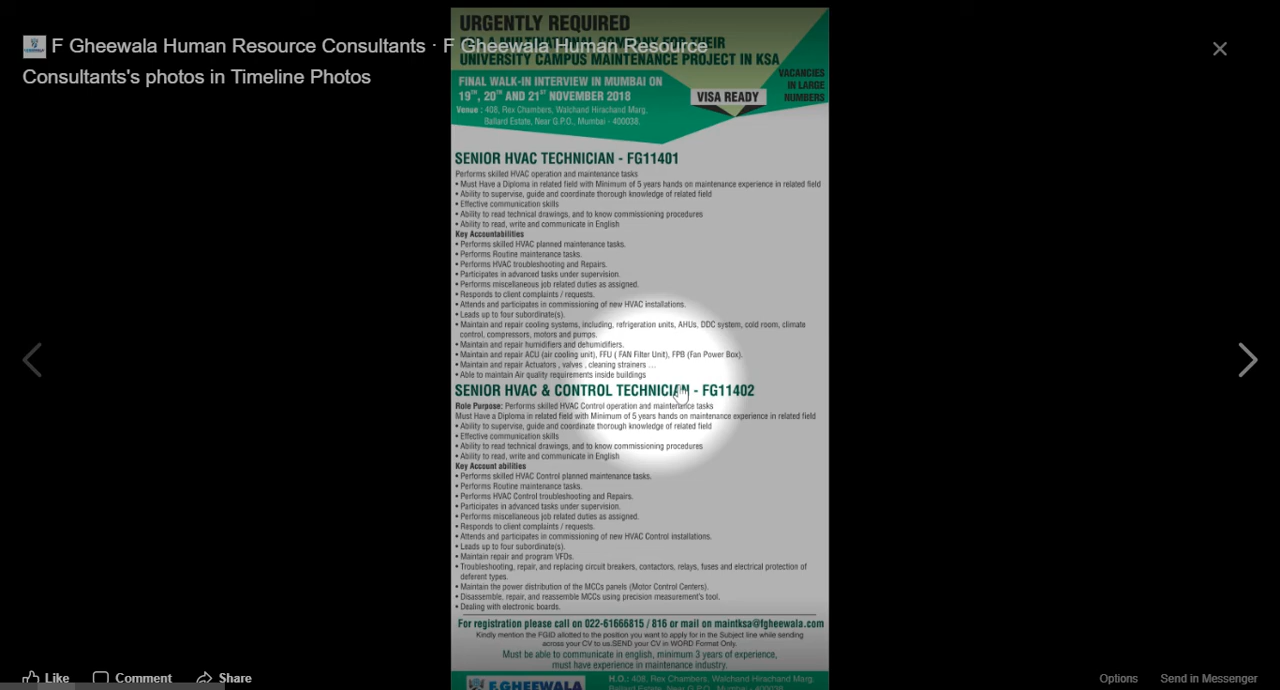 URGENTLY REQUIRED
F Gheewala Human Resource Consultants · F Gheewala Human Resource
Consultants's photos in Timeline Photos
FOR A MULTINATIONAL COMPANY FOR THEIR
UNIVERSITY CAMPUS MAINTENANCE PROJECT IN KSA
VACANCIES
IN LARGE
NUMBERS
FINAL WALK-IN INTERVIEW IN MUMBAI ON
19TH, 20TH AND 21ST NOVEMBER 2018
VISA READY
Venue : 408, Rex Chambers, Walchand Hirachand Marg,
Ballard Estate, Near G.P.O., Mumbai - 400038.
SENIOR HVAC TECHNICIAN - FG11401
Performs skilled HVAC operation and maintenance tasks
• Must Have a Diploma in related field with Minimum of 5 years hands on maintenance experience in related field
• Ability to supervise, guide and coordinate thorough knowledge of related field
• Effective communication skills
• Ability to read technical drawings, and to know commissioning procedures
• Ability to read, write and communicate in English
Key Accountabilities
• Performs skilled HVAC planned maintenance tasks.
• Performs Routine maintenance tasks.
• Performs HVAC troubleshooting and Repairs.
• Participates in advanced tasks under supervision.
• Performs miscellaneous job related duties as assigned.
• Responds to client complaints / requests.
• Attends and participates in commissioning of new HVAC installations.
• Leads up to four subordinate(s).
• Maintain and repair cooling systems, including, refrigeration units, AHUs, DDC system, cold room, climate
control, compressors, motors and pumps.
• Maintain and repair humidifiers and dehumidifiers.
• Maintain and repair ACU (air cooling unit), FFU ( FAN Filter Unit), FPB (Fan Power Box).
• Maintain and repair Actuators , valves , cleaning strainers ...
• Able to maintain Air quality requirements inside buildings
SENIOR HVAC & CONTROL TECHNICIAN - FG11402
Role Purpose: Performs skilled HVAC Control operation and maintenance tasks
Must Have a Diploma in related field with Minimum of 5 years hands on maintenance experience in related field
• Ability to supervise, guide and coordinate thorough knowledge of related field
• Effective communication skills
• Ability to read technical drawings, and to know commissioning procedures
• Ability to read, write and communicate in English
Key Account abilities
• Performs skilled HVAC Control planned maintenance tasks.
• Performs Routine maintenance tasks.
• Performs HVAC Control troubleshooting and Repairs.
• Participates in advanced tasks under supervision.
• Performs miscellaneous job related duties as assigned.
• Responds to client complaints / requests.
• Attends and participates in commissioning of new HVAC Control installations.
• Leads up to four subordinate(s).
• Maintain repair and program VFDs.
• Troubleshooting, repair, and replacing circuit breakers, contactors, relays, fuses and electrical protection of
deferent types.
• Maintain the power distribution of the MCCs panels (Motor Control Centers).
• Disassemble, repair, and reassemble MCCs using precision measurement's tool.
• Dealing with electronic boards.
For registration please call on 022-61666815 / 816 or mail on maintksa@fgheewala.com
Kindly mention the FGID allotted to the position you want to apply for in the Subject line while sending
across your CV to us.SEND your CV in WORD Format Only.
Must be able to communicate in english, minimum 3 years of experience,
must have experience in maintenance industry.
F.GHEEWALA
H.O.: 408, Rex Chambers, Walchand Hirachand Marg,
Ballard Estate, Near G.P.O., Mumbai - 400038
Like Comment Share
Options Send in Messenger